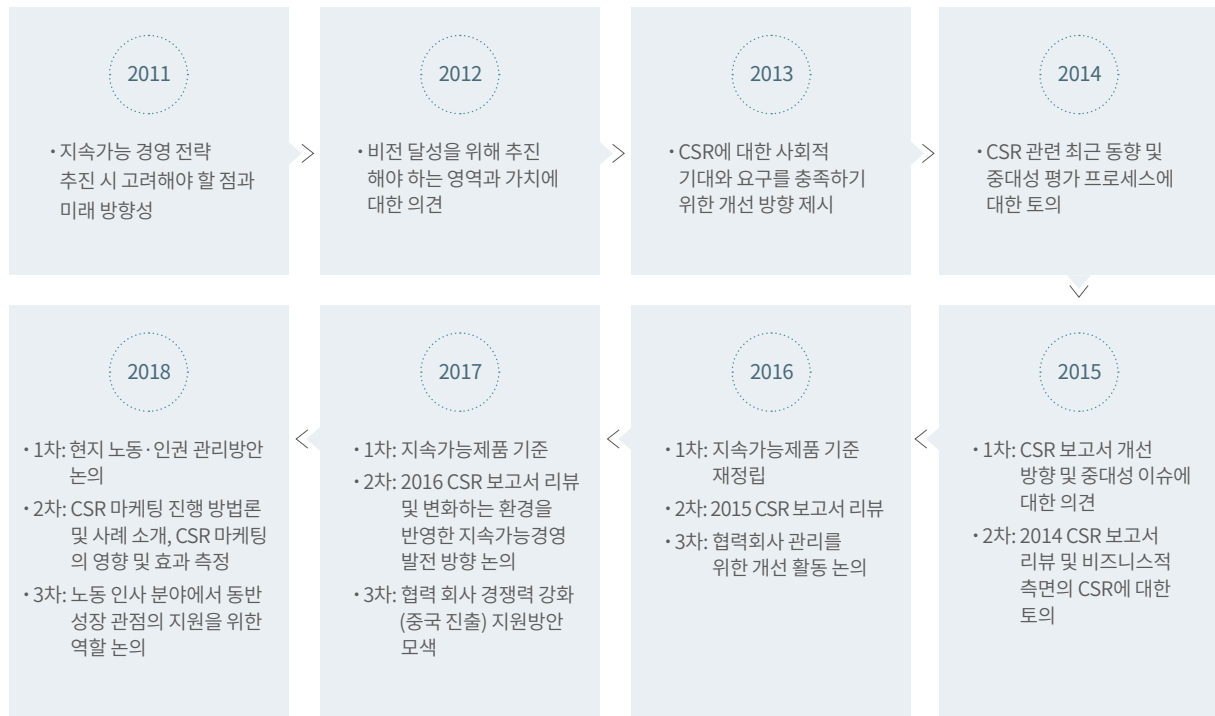 2011
• 지속가능 경영 전략
추진 시 고려해야 할 점과
미래 방향성
2012
• 비전 달성을 위해 추진
해야 하는 영역과 가치에
대한 의견
2013
• CSR에 대한 사회적
기대와 요구를 충족하기
위한 개선 방향 제시
2014
• CSR 관련 최근 동향 및
중대성 평가 프로세스에
대한 토의
2015
• 1차: CSR 보고서 개선
방향 및 중대성 이슈에
대한 의견
• 2차: 2014 CSR 보고서
리뷰 및 비즈니스적
측면의 CSR에 대한
토의
2016
• 1차: 지속가능제품 기준
재정립
• 2차: 2015 CSR 보고서 리뷰
• 3차: 협력회사 관리를
위한 개선 활동 논의
2017
• 1차: 지속가능제품 기준
• 2차: 2016 CSR 보고서 리뷰
및 변화하는 환경을
반영한 지속가능경영
발전 방향 논의
• 3차: 협력 회사 경쟁력 강화
(중국 진출) 지원방안
모색
2018
• 1차: 현지 노동·인권 관리방안
논의
• 2차: CSR 마케팅 진행 방법론
및 사례 소개, CSR 마케팅
의 영향 및 효과 측정
• 3차: 노동 인사 분야에서 동반
성장 관점의 지원을 위한
역할 논의